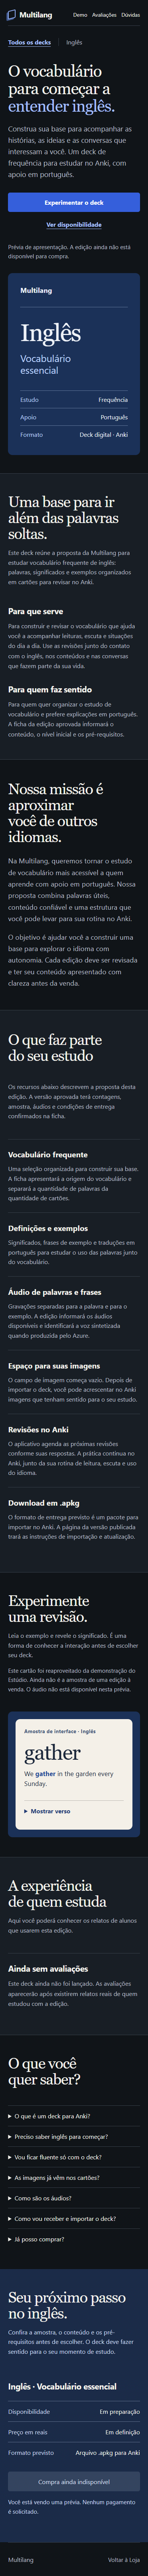 Multilang
Demo Avaliações Dúvidas
Todos os decks Inglês
O vocabulário
para começar a
entender inglês.
Construa sua base para acompanhar as
histórias, as ideias e as conversas que
interessam a você. Um deck de
frequência para estudar no Anki, com
apoio em português.
Experimentar o deck
Ver disponibilidade
Prévia de apresentação. A edição ainda não está
disponível para compra.
Multilang
Inglês
Vocabulário
essencial
Estudo Frequência
Apoio Português
Formato Deck digital · Anki
Uma base para ir
além das palavras
soltas.
Este deck reúne a proposta da Multilang para
estudar vocabulário frequente de inglês:
palavras, significados e exemplos organizados
em cartões para revisar no Anki.
Para que serve
Para construir e revisar o vocabulário que ajuda
você a acompanhar leituras, escuta e situações
do dia a dia. Use as revisões junto do contato
com o inglês, nos conteúdos e nas conversas
que já fazem parte da sua vida.
Para quem faz sentido
Para quem quer organizar o estudo de
vocabulário e prefere explicações em português.
A ficha da edição aprovada informará o
conteúdo, o nível inicial e os pré-requisitos.
Nossa missão é
aproximar
você de outros
idiomas.
Na Multilang, queremos tornar o estudo
de vocabulário mais acessível a quem
aprende com apoio em português. Nossa
proposta combina palavras úteis,
conteúdo confiável e uma estrutura que
você pode levar para sua rotina no Anki.
O objetivo é ajudar você a construir uma
base para explorar o idioma com
autonomia. Cada edição deve ser revisada
e ter seu conteúdo apresentado com
clareza antes da venda.
O que faz parte
do seu estudo
Os recursos abaixo descrevem a proposta desta
edição. A versão aprovada terá contagens,
amostra, áudios e condições de entrega
confirmados na ficha.
Vocabulário frequente
Uma seleção organizada para construir sua base.
A ficha apresentará a origem do vocabulário e
separará a quantidade de palavras da
quantidade de cartões.
Definições e exemplos
Significados, frases de exemplo e traduções em
português para estudar o uso das palavras junto
do vocabulário.
Áudio de palavras e frases
Gravações separadas para a palavra e para o
exemplo. A edição informará os áudios
disponíveis e identificará a voz sintetizada
quando produzida pelo Azure.
Espaço para suas imagens
O campo de imagem começa vazio. Depois de
importar o deck, você pode acrescentar no Anki
imagens que tenham sentido para o seu estudo.
Revisões no Anki
O aplicativo agenda as próximas revisões
conforme suas respostas. A prática continua no
Anki, junto da sua rotina de leitura, escuta e uso
do idioma.
Download em .apkg
O formato de entrega previsto é um pacote para
importar no Anki. A página da versão publicada
trará as instruções de importação e atualização.
Experimente
uma revisão.
Leia o exemplo e revele o significado. É uma
forma de conhecer a interação antes de escolher
seu deck.
Este cartão foi reaproveitado da demonstração do
Estúdio. Ainda não é a amostra de uma edição à
venda. O áudio não está disponível nesta prévia.
Amostra de interface · Inglês
gather
We gather in the garden every
Sunday.
Mostrar verso
A experiência
de quem estuda
Aqui você poderá conhecer os relatos de alunos
que usarem esta edição.
Ainda sem avaliações
Este deck ainda não foi lançado. As avaliações
aparecerão após existirem relatos reais de quem
estudou com a edição.
O que você
quer saber?
O que é um deck para Anki?
Preciso saber inglês para começar?
Vou ficar fluente só com o deck?
As imagens já vêm nos cartões?
Como são os áudios?
Como vou receber e importar o deck?
Já posso comprar?
Seu próximo passo
no inglês.
Confira a amostra, o conteúdo e os pré-
requisitos antes de escolher. O deck deve fazer
sentido para o seu momento de estudo.
Inglês · Vocabulário essencial
Disponibilidade Em preparação
Preço em reais Em definição
Formato previsto Arquivo .apkg para Anki
Compra ainda indisponível
Você está vendo uma prévia. Nenhum pagamento
é solicitado.
Multilang Voltar à Loja